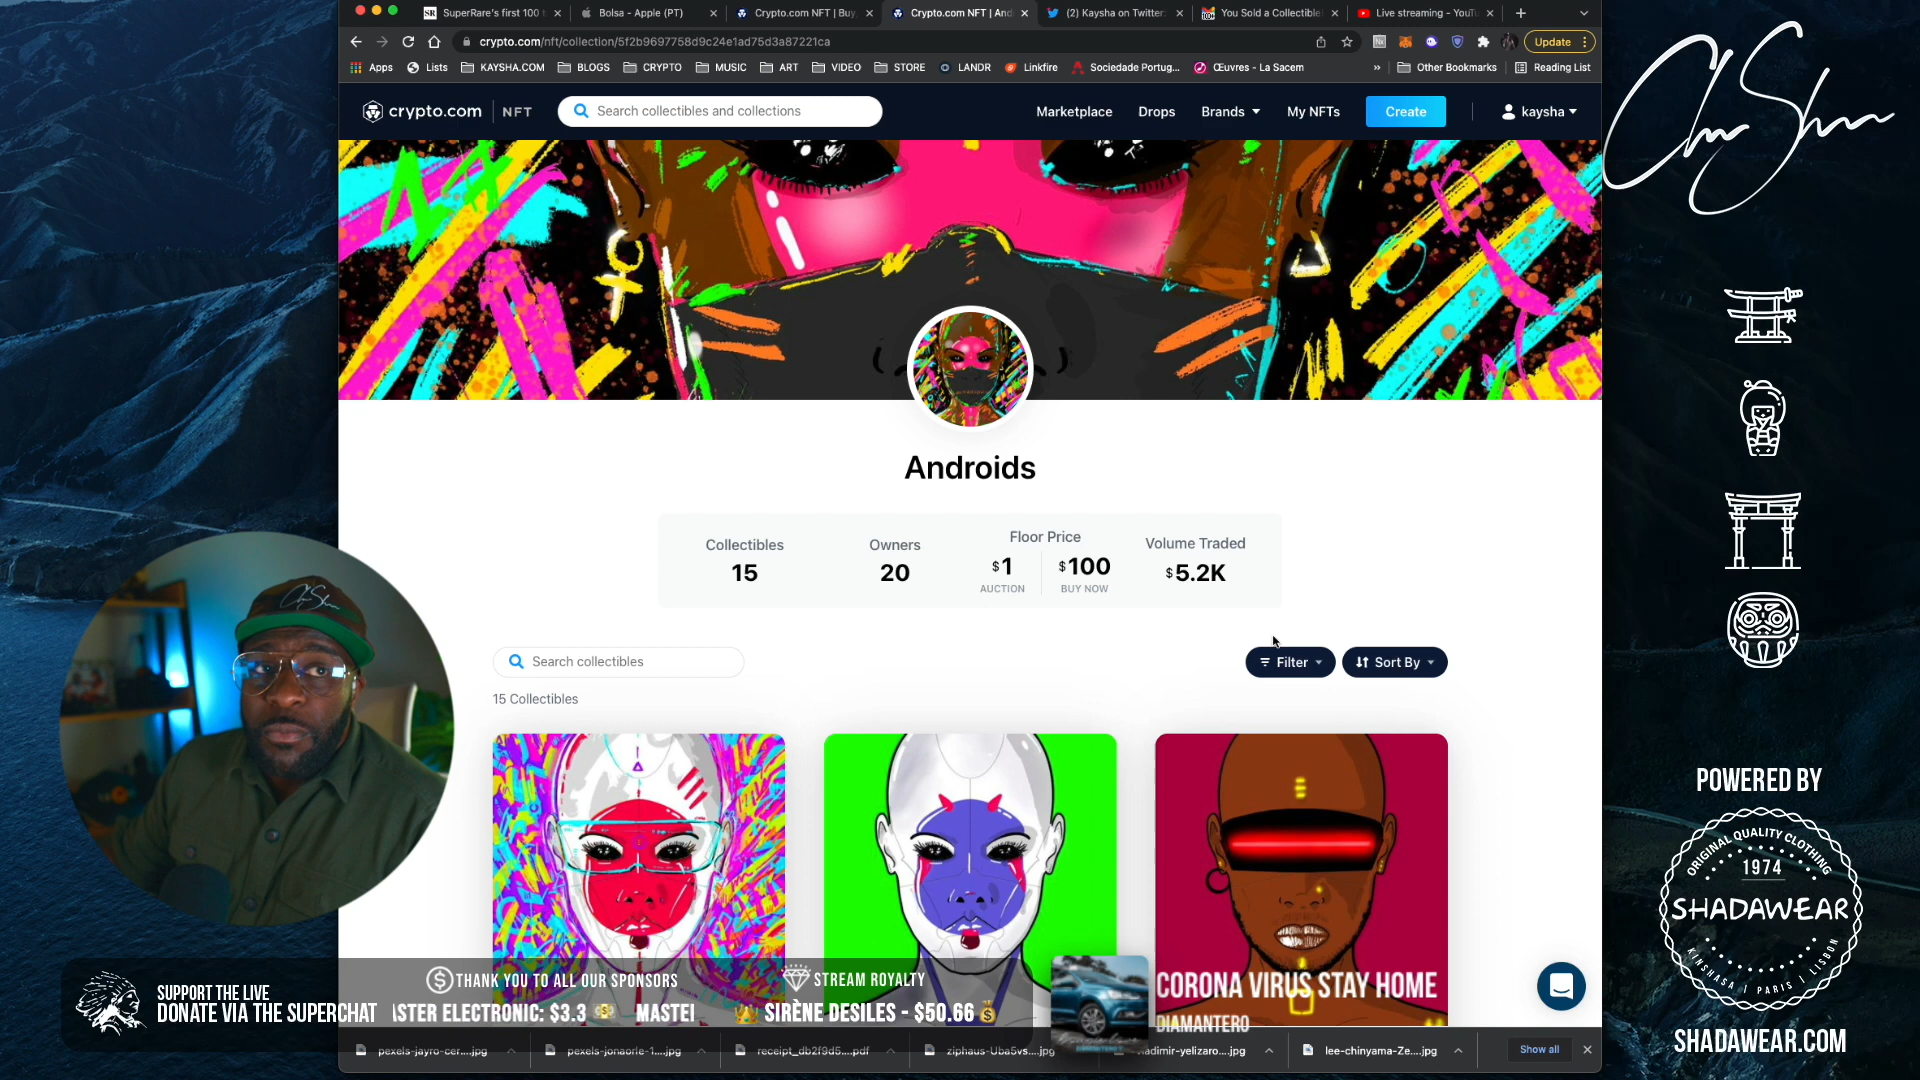 SR SuperRare's first 100 t
Bolsa - Apple (PT)
Crypto.com NFT | Buy,
Crypto.com NFT | And
(2) Kaysha on Twitter:
You Sold a Collectible!
Live streaming - YouTu
crypto.com/nft/collection/5f2b9697758d9c24e1ad75d3a87221ca
Update
Apps
Lists
KAYSHA.COM
BLOGS
CRYPTO
MUSIC
ART
VIDEO
STORE
LANDR
Linkfire
Sociedade Portug...
Œuvres - La Sacem
»
Other Bookmarks
Reading List
crypto.com | NFT
Search collectibles and collections
Marketplace
Drops
Brands
My NFTs
Create
kaysha
Androids
Collectibles
15
Owners
20
Floor Price
$1
AUCTION
$100
BUY NOW
Volume Traded
$5.2K
Search collectibles
Filter
Sort By
15 Collectibles
POWERED BY
ORIGINAL QUALITY CLOTHING
1974
SHADAWEAR
KINSHASA | PARIS | LISBON
SHADAWEAR.COM
SUPPORT THE LIVE
DONATE VIA THE SUPERCHAT
THANK YOU TO ALL OUR SPONSORS
ASTER ELECTRONIC: $3.3
MASTE
STREAM ROYALTY
SIRÈNE DESILES - $50.66
CORONA VIRUS STAY HOME
DIAMANTERO
pexels-jayro-cer....jpg
pexels-jonaorle-1....jpg
receipt_db2f9d5....pdf
ziphaus-Uba5vs....jpg
vladimir-yelizaro....jpg
lee-chinyama-Ze....jpg
Show all